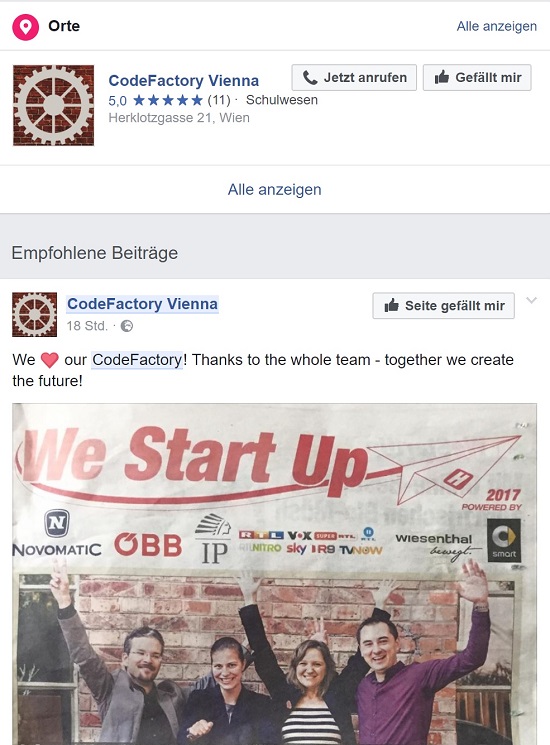 Orte
Alle anzeigen
CodeFactory Vienna
Jetzt anrufen
Gefällt mir
5,0 ★★★★★ (11) · Schulwesen
Herklotzgasse 21, Wien
Alle anzeigen
Empfohlene Beiträge
CodeFactory Vienna
Seite gefällt mir
18 Std. ·
We ❤ our CodeFactory! Thanks to the whole team - together we create
the future!
We Start Up
H
2017
POWERED BY
N
NOVOMATIC
ÖBB
IP
RTL VOX SUPER RTL
NITRO sky R9 TVNOW
wiesenthal
bewegt.
smart